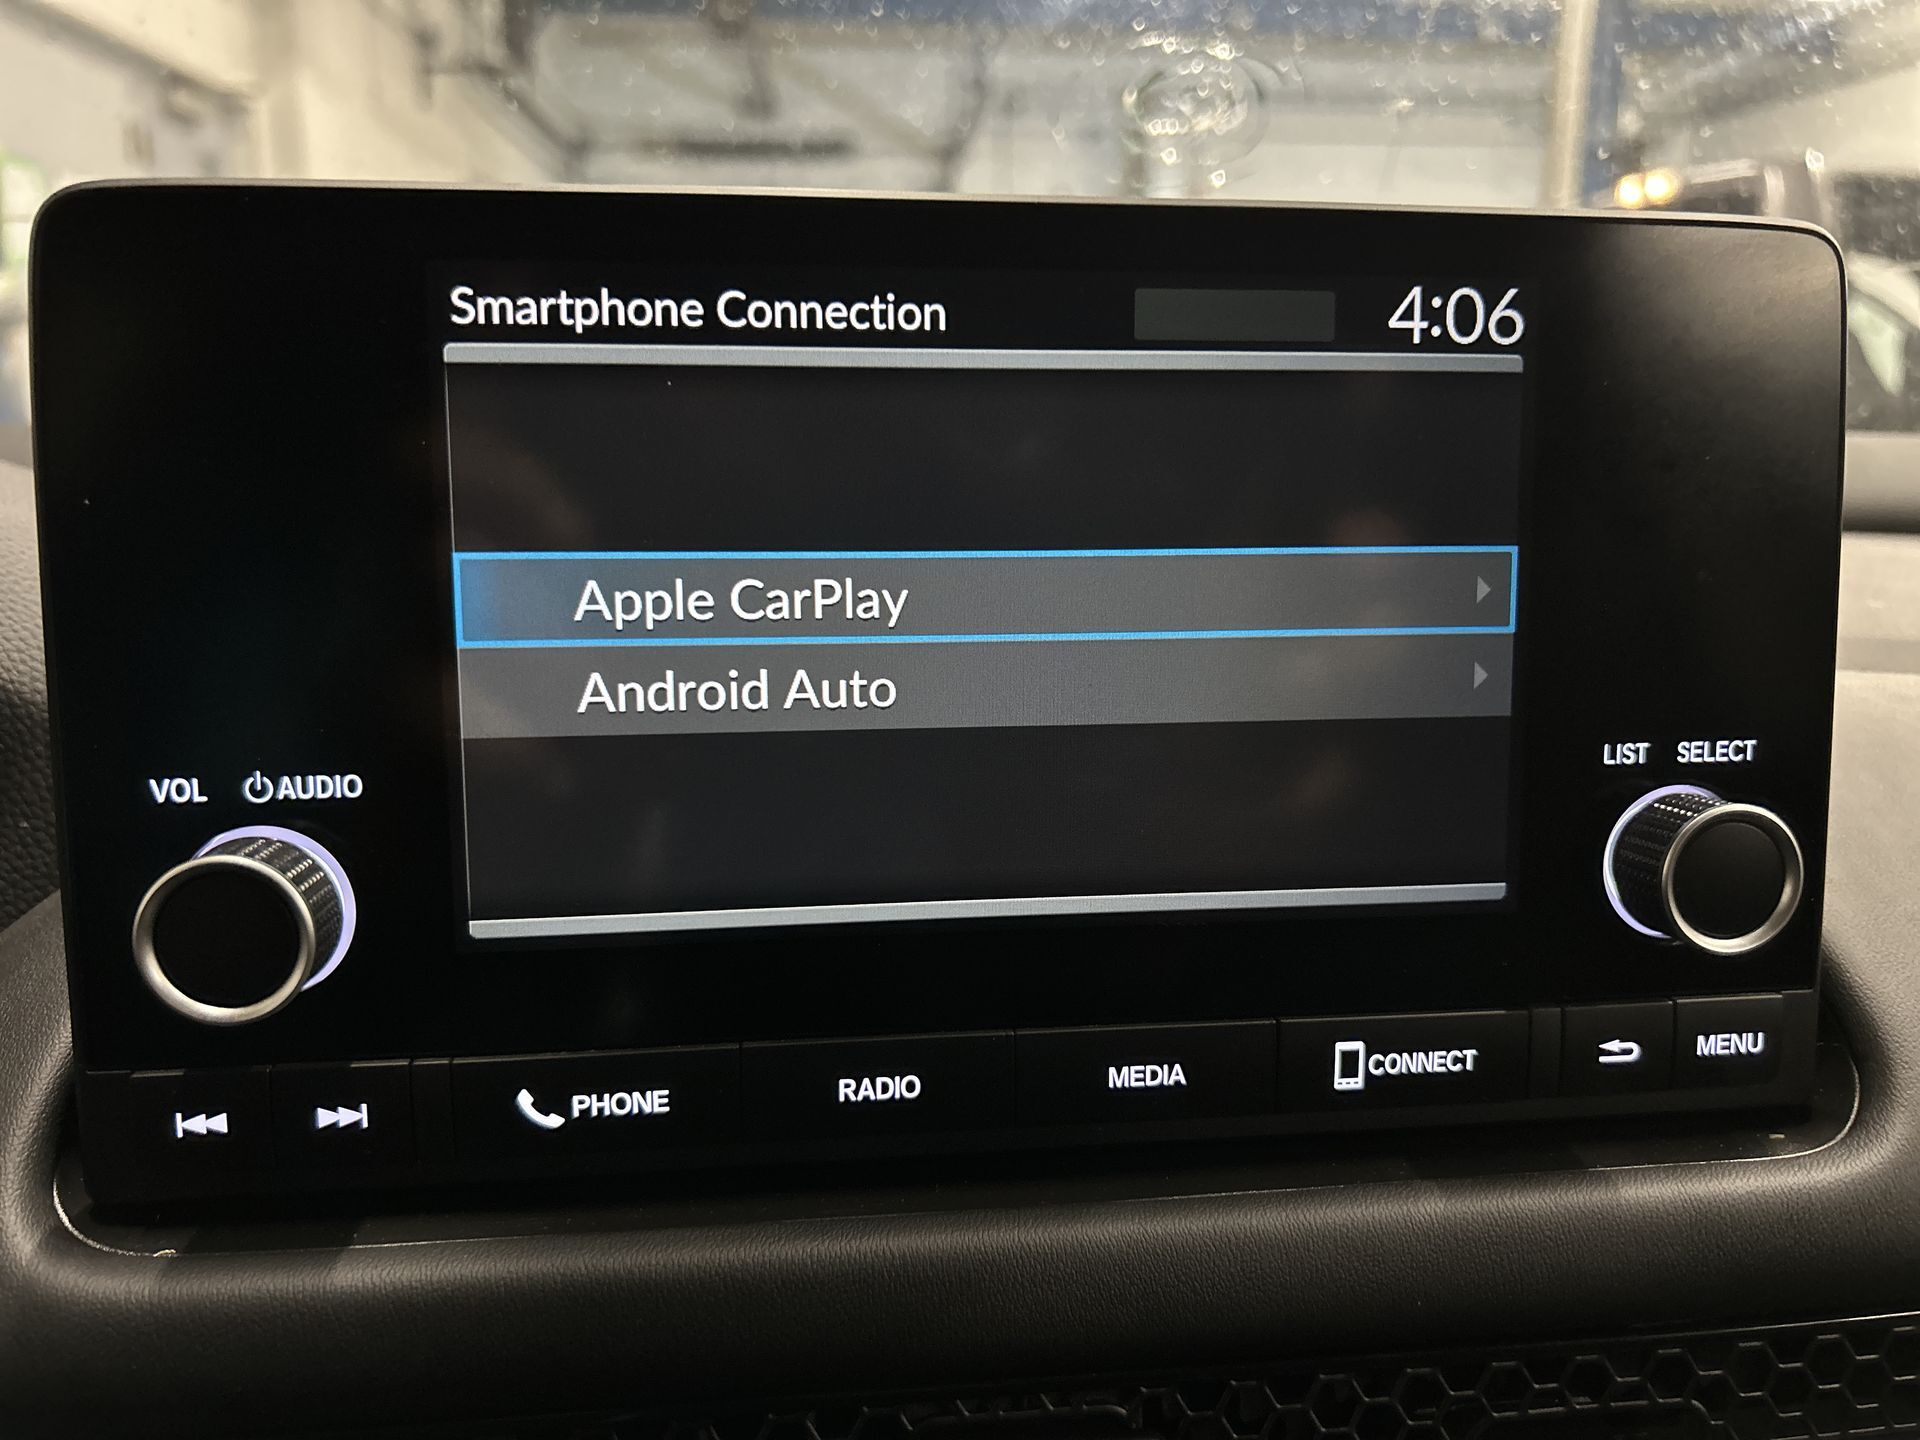 Smartphone Connection 4:06
Apple CarPlay
Android Auto
VOL AUDIO
LIST SELECT
PHONE RADIO MEDIA CONNECT MENU